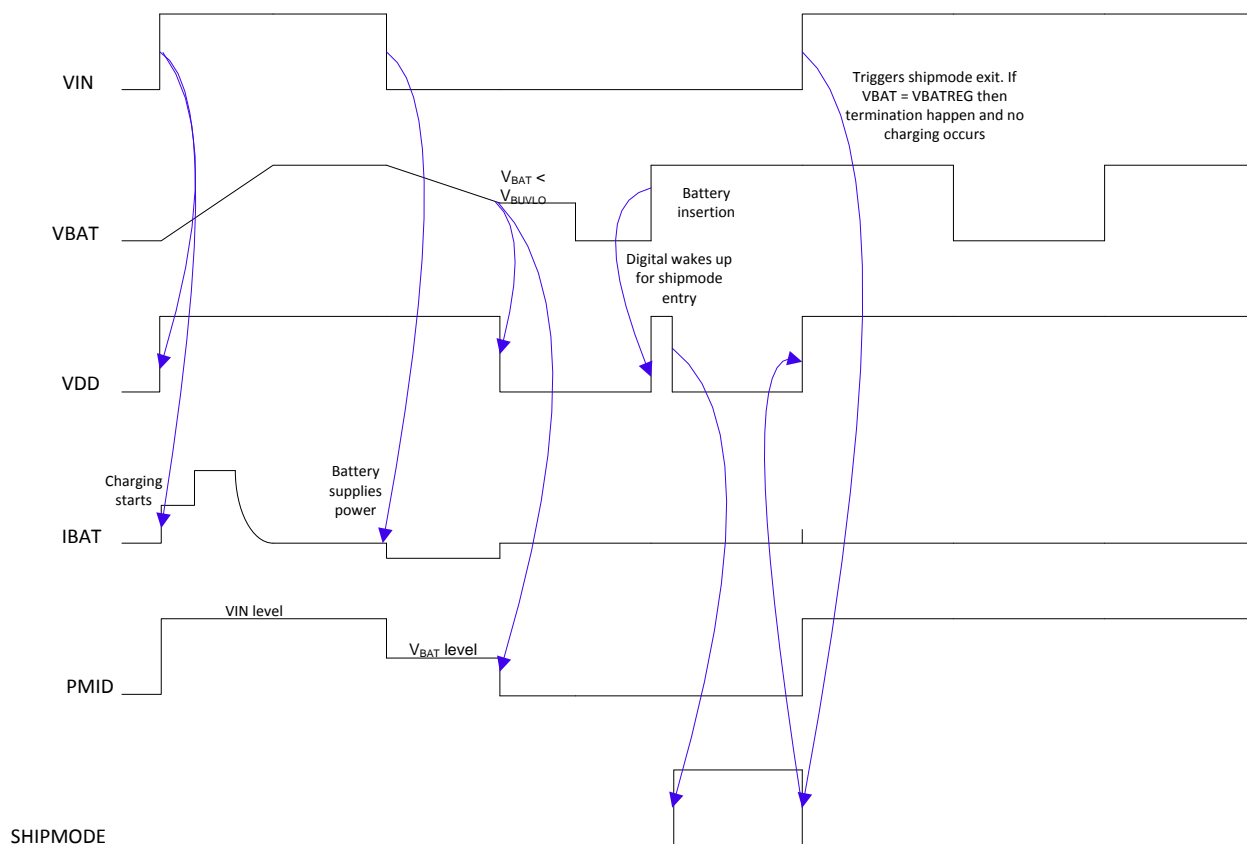 VIN
Triggers shipmode exit. If
VBAT = VBATREG then
termination happen and no
charging occurs
VBAT
VBAT <
VBUVLO
Battery
insertion
Digital wakes up
for shipmode
entry
VDD
Charging
starts
Battery
supplies
power
IBAT
VIN level
VBAT level
PMID
SHIPMODE